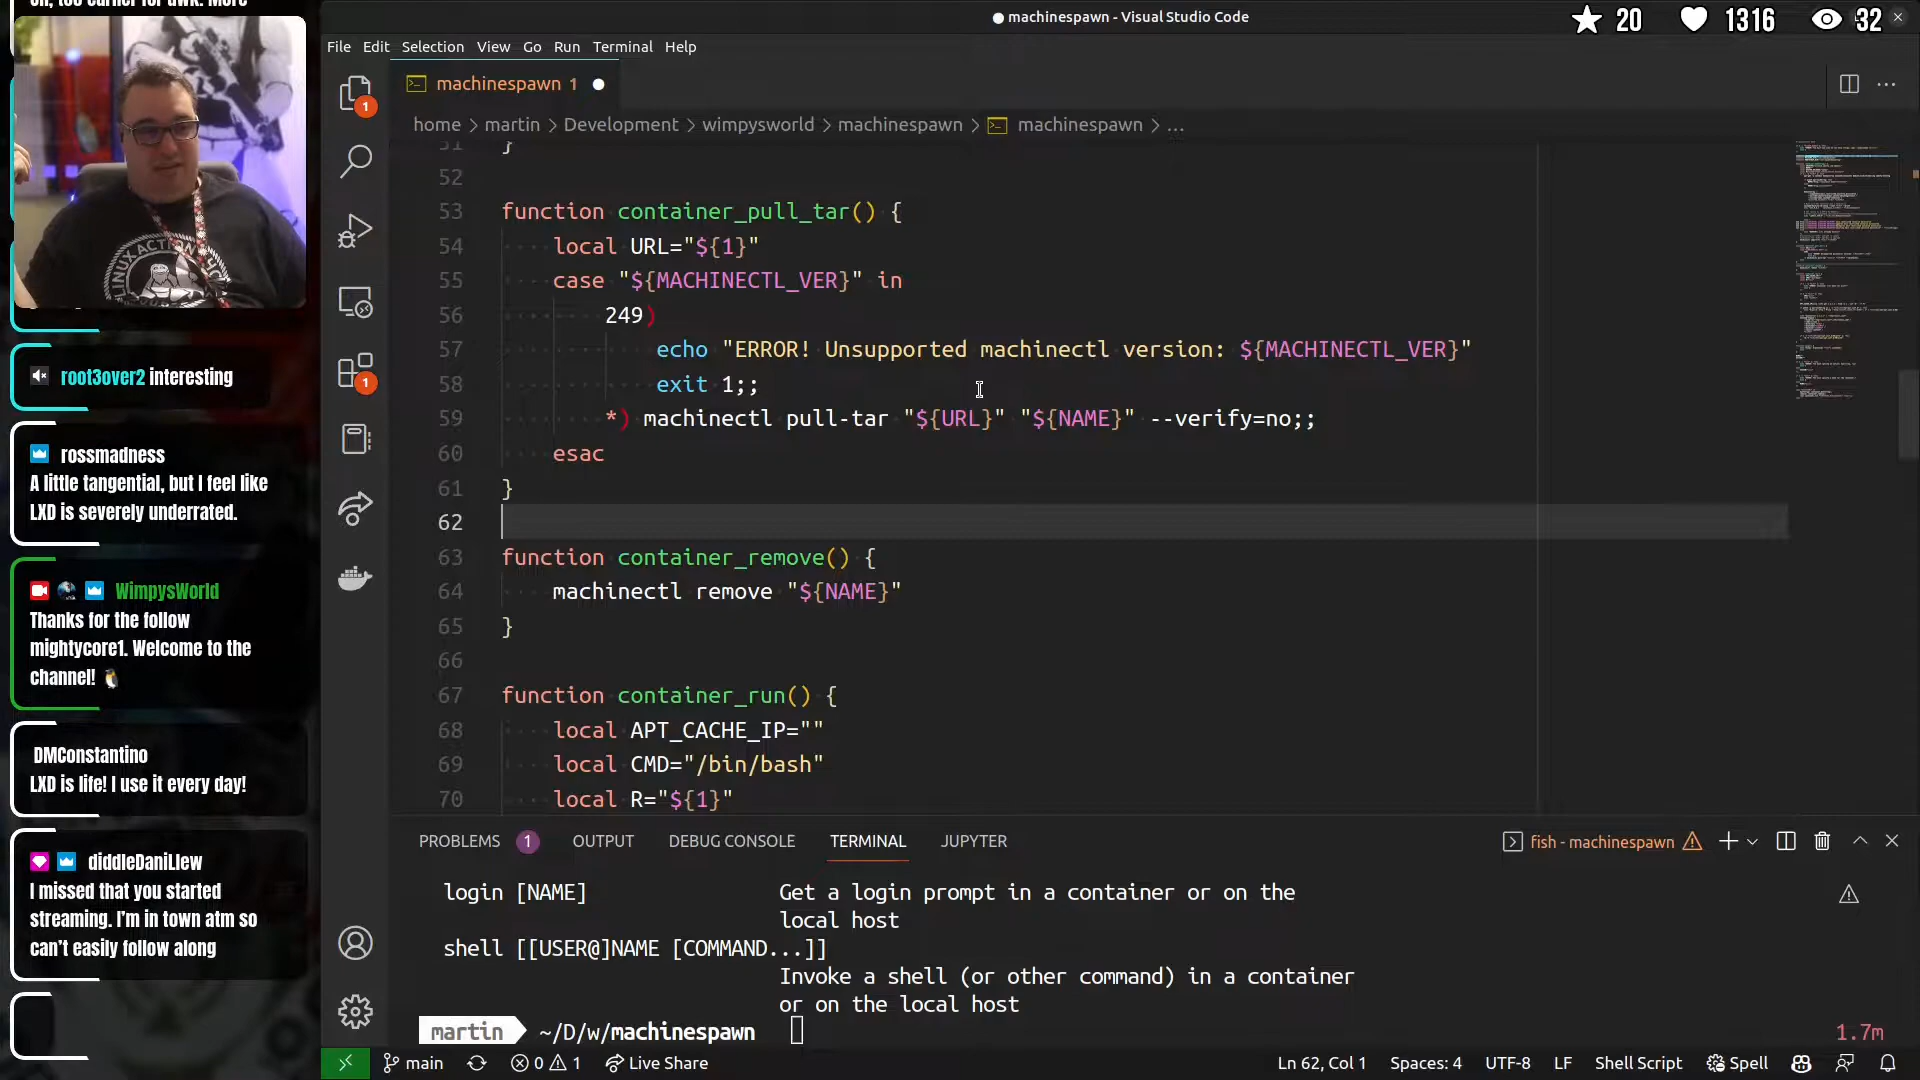 machinespawn - Visual Studio Code
20
1316
32
File Edit Selection View Go Run Terminal Help
machinespawn 1
home > martin > Development > wimpysworld > machinespawn > machinespawn > ...
51 }
52
53 function container_pull_tar() {
54 local URL="${1}"
55 case "${MACHINECTL_VER}" in
56 249)
57 echo "ERROR! Unsupported machinectl version: ${MACHINECTL_VER}"
58 exit 1;;
59 *) machinectl pull-tar "${URL}" "${NAME}" --verify=no;;
60 esac
61 }
62
63 function container_remove() {
64 machinectl remove "${NAME}"
65 }
66
67 function container_run() {
68 local APT_CACHE_IP=""
69 local CMD="/bin/bash"
70 local R="${1}"
root3over2 interesting
rossmadness
A little tangential, but I feel like
LXD is severely underrated.
WimpysWorld
Thanks for the follow
mightycore1. Welcome to the
channel! 🐧
DMConstantino
LXD is life! I use it every day!
diddleDaniLlew
I missed that you started
streaming. I'm in town atm so
can't easily follow along
1
1
PROBLEMS 1 OUTPUT DEBUG CONSOLE TERMINAL JUPYTER
fish - machinespawn
login [NAME] Get a login prompt in a container or on the
local host
shell [[USER@]NAME [COMMAND...]]
Invoke a shell (or other command) in a container
or on the local host
martin ~/D/w/machinespawn
1.7m
main 0 1 Live Share
Ln 62, Col 1 Spaces: 4 UTF-8 LF Shell Script Spell